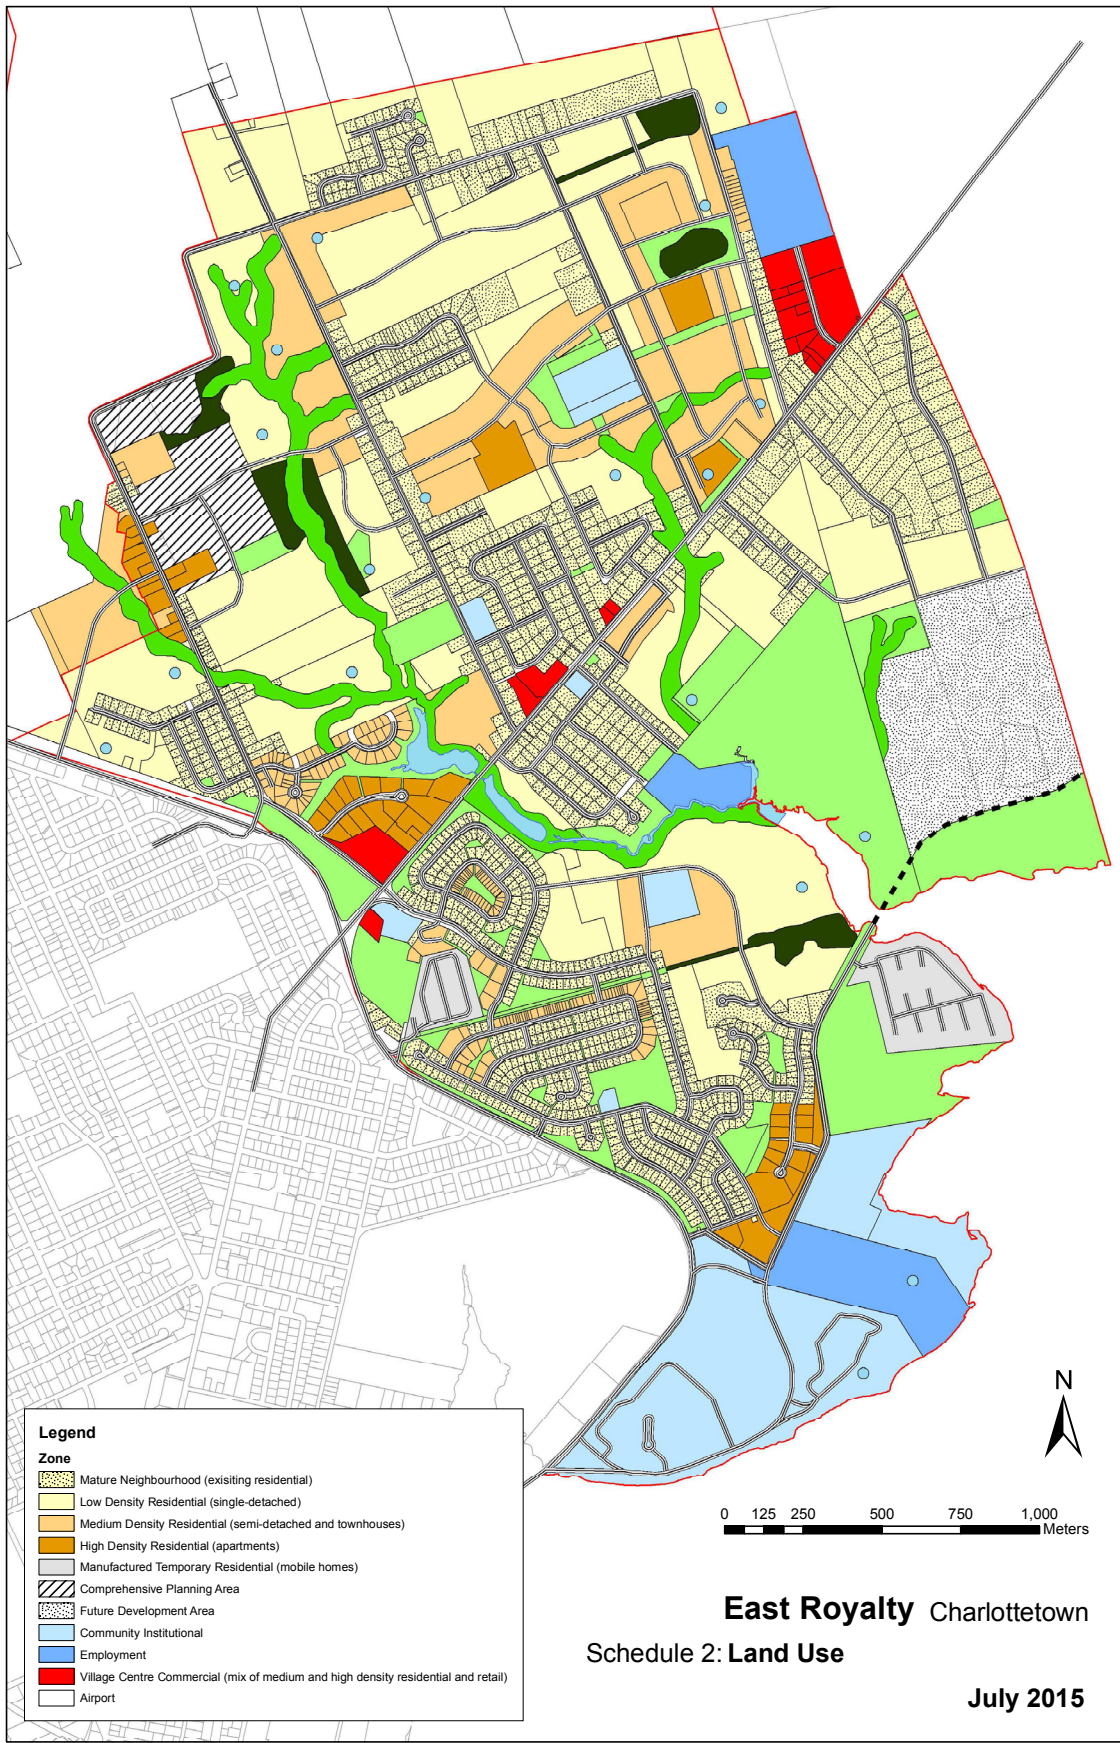 Legend
Zone
Mature Neighbourhood (exisiting residential)
Low Density Residential (single-detached)
Medium Density Residential (semi-detached and townhouses)
High Density Residential (apartments)
Manufactured Temporary Residential (mobile homes)
Comprehensive Planning Area
Future Development Area
Community Institutional
Employment
Village Centre Commercial (mix of medium and high density residential and retail)
Airport
N
0 125 250 500 750 1,000
Meters
East Royalty Charlottetown
Schedule 2: Land Use
July 2015